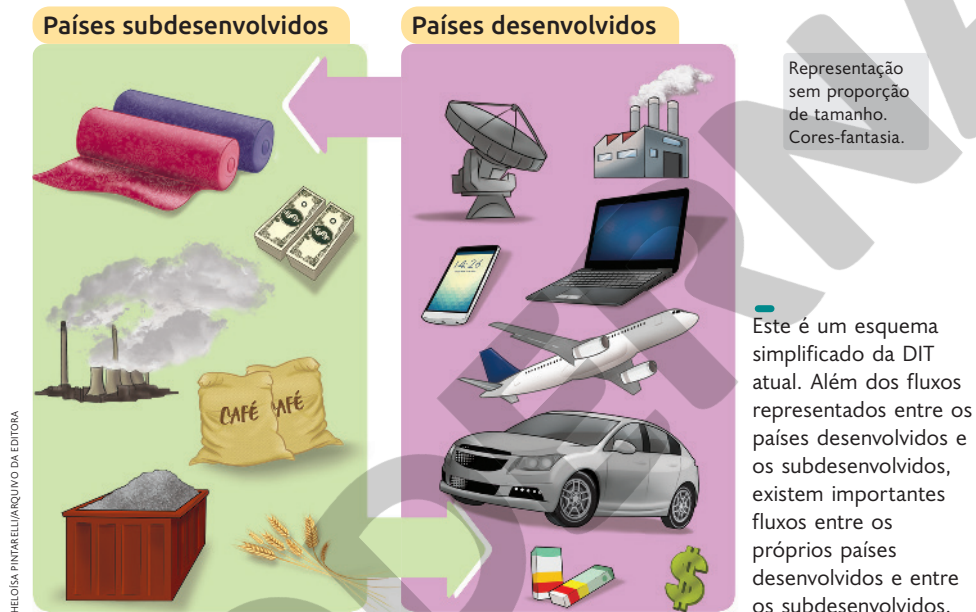 Países subdesenvolvidos
Países desenvolvidos
Representação
sem proporção
de tamanho.
Cores-fantasia.
14:26
CAFÉ
AFÉ
Este é um esquema
simplificado da DIT
atual. Além dos fluxos
representados entre os
países desenvolvidos e
os subdesenvolvidos,
existem importantes
fluxos entre os
próprios países
desenvolvidos e entre
os subdesenvolvidos.
HELOÍSA PINTARELLI/ARQUIVO DA EDITORA